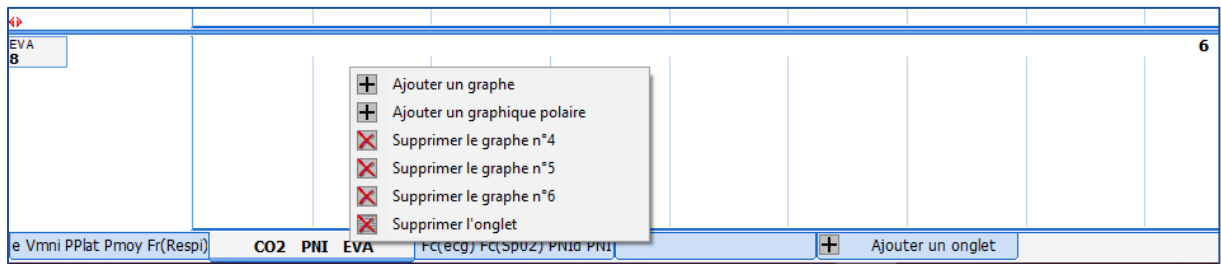 EVA
8
6
Ajouter un graphe
Ajouter un graphique polaire
Supprimer le graphe n°4
Supprimer le graphe n°5
Supprimer le graphe n°6
Supprimer l'onglet
e Vmni PPlat Pmoy Fr(Respi) CO2 PNI EVA Fc(ecg) Fc(SpO2) PNId PNI Ajouter un onglet